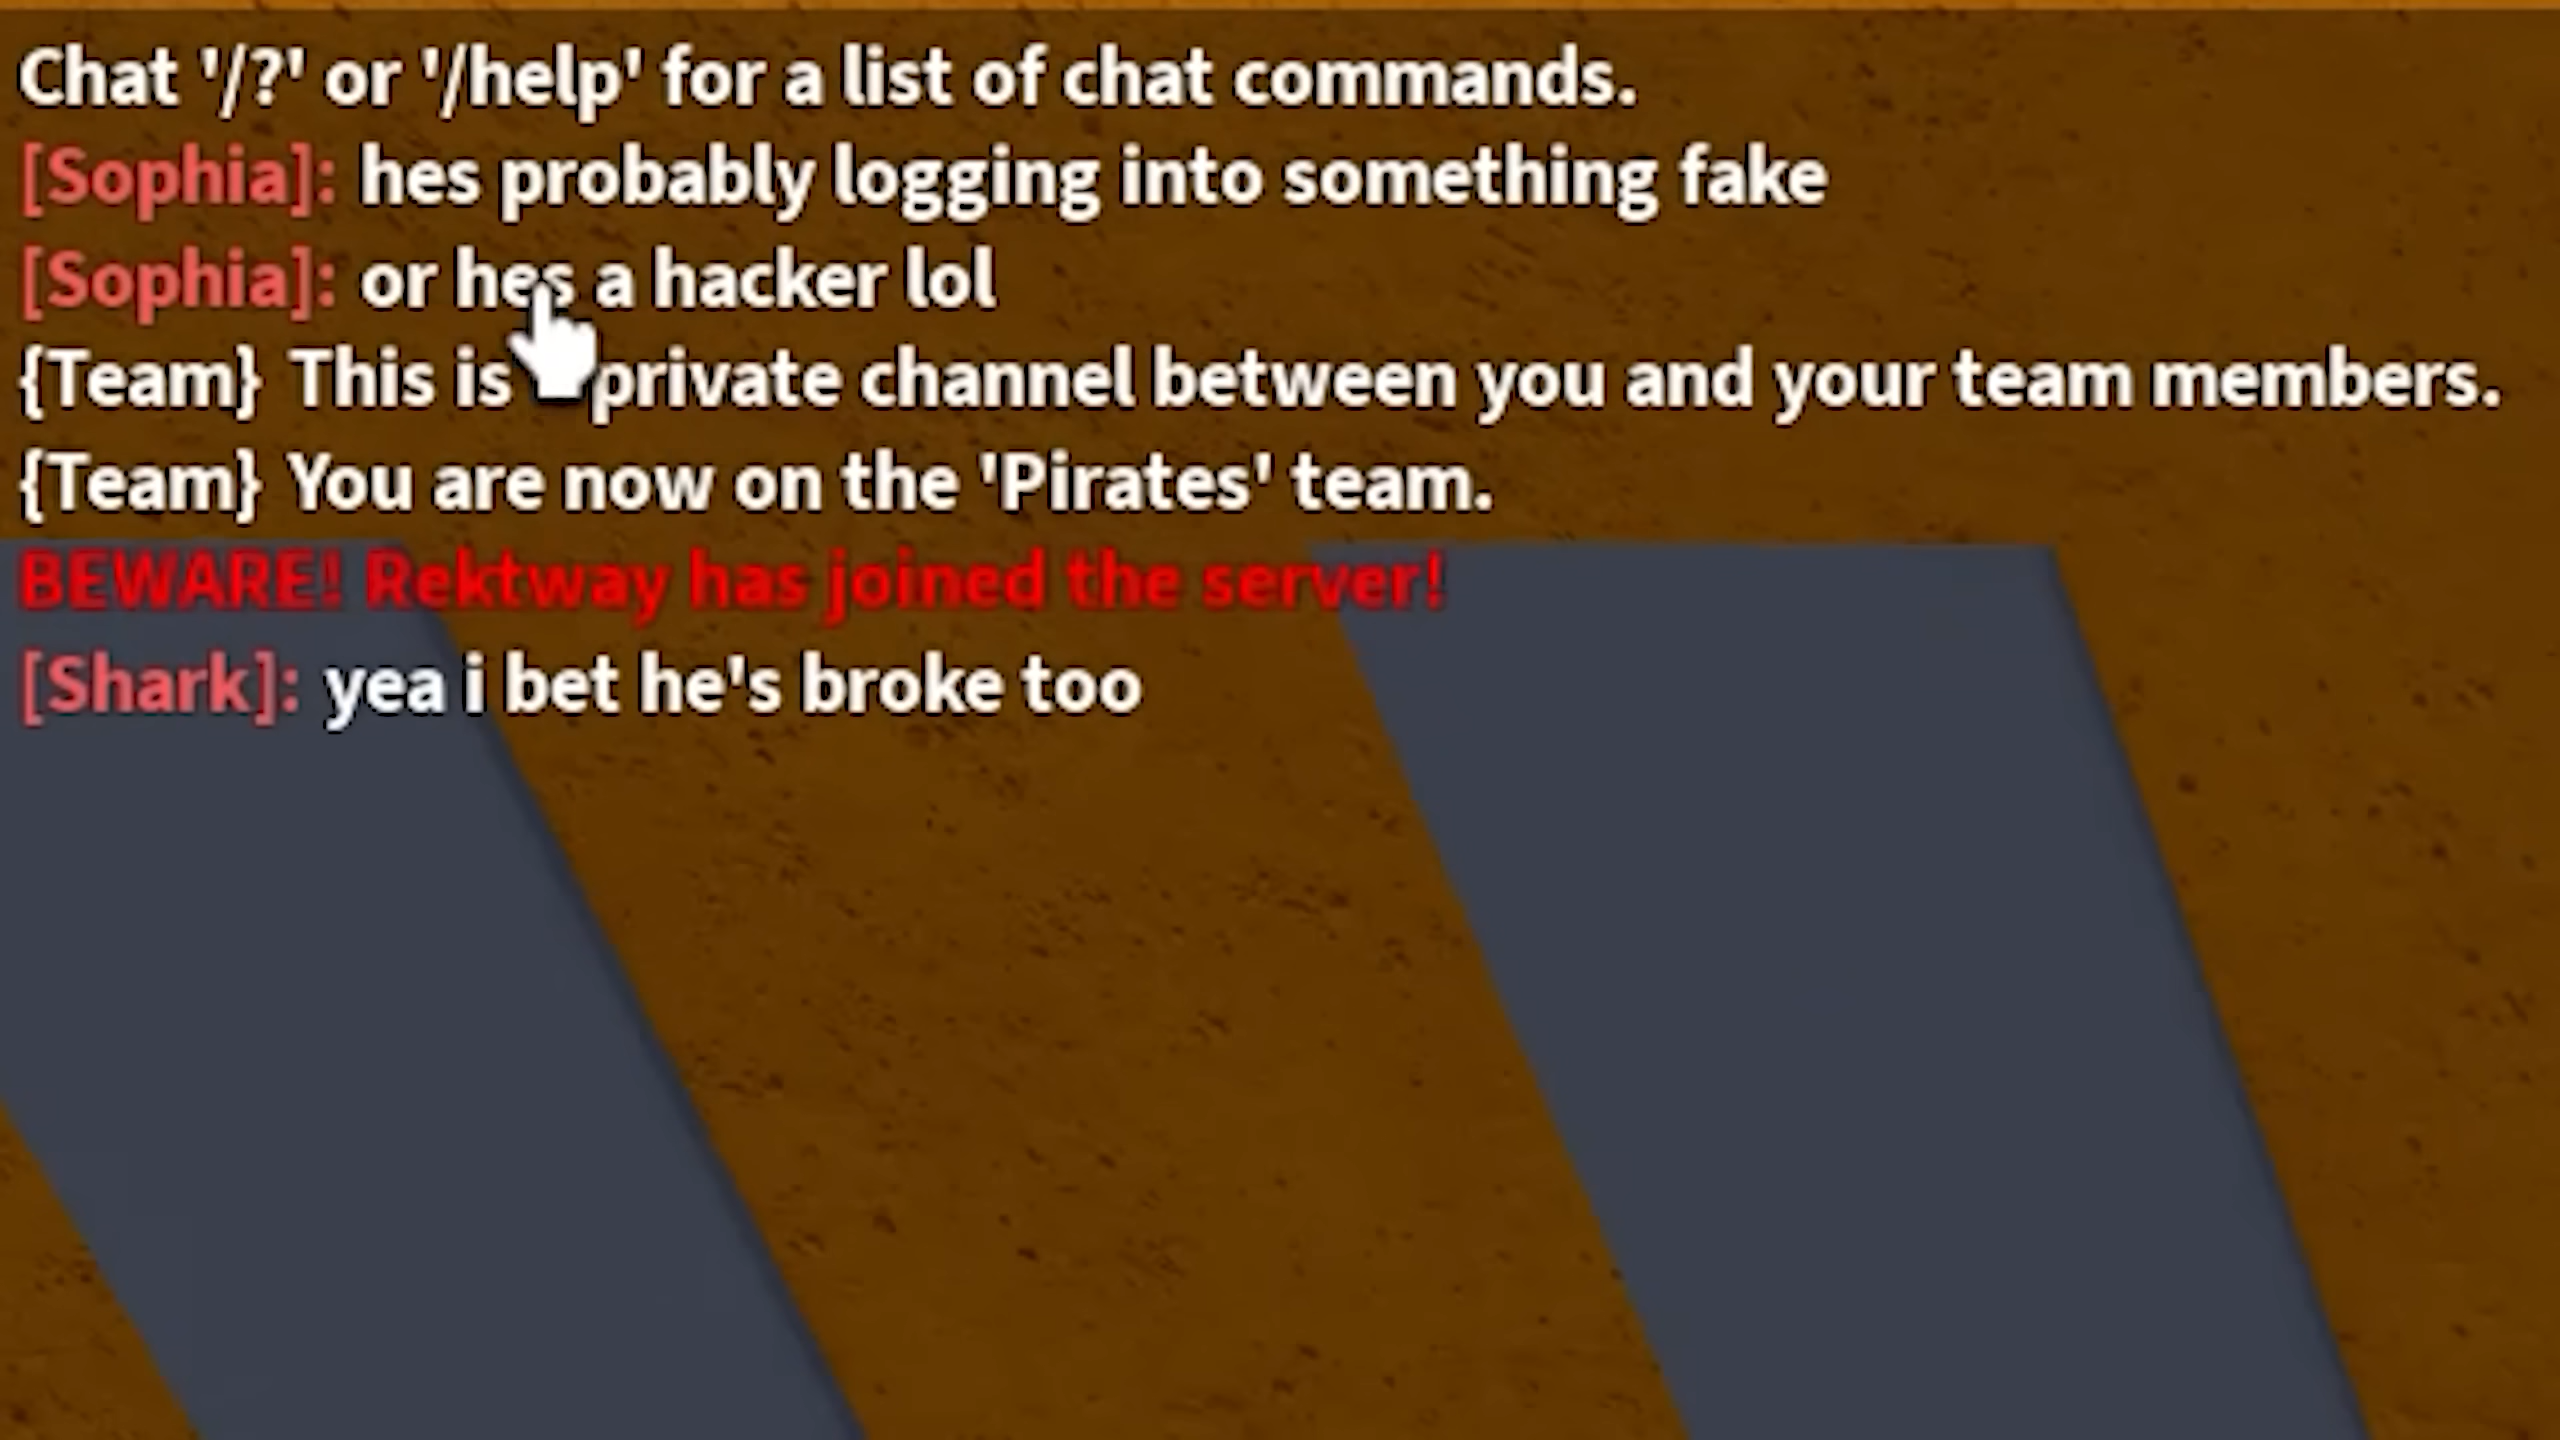 Chat '/?' or '/help' for a list of chat commands.
[Sophia]: hes probably logging into something fake
[Sophia]: or hes a hacker lol
{Team} This is private channel between you and your team members.
{Team} You are now on the 'Pirates' team.
BEWARE! Rektway has joined the server!
[Shark]: yea i bet he's broke too